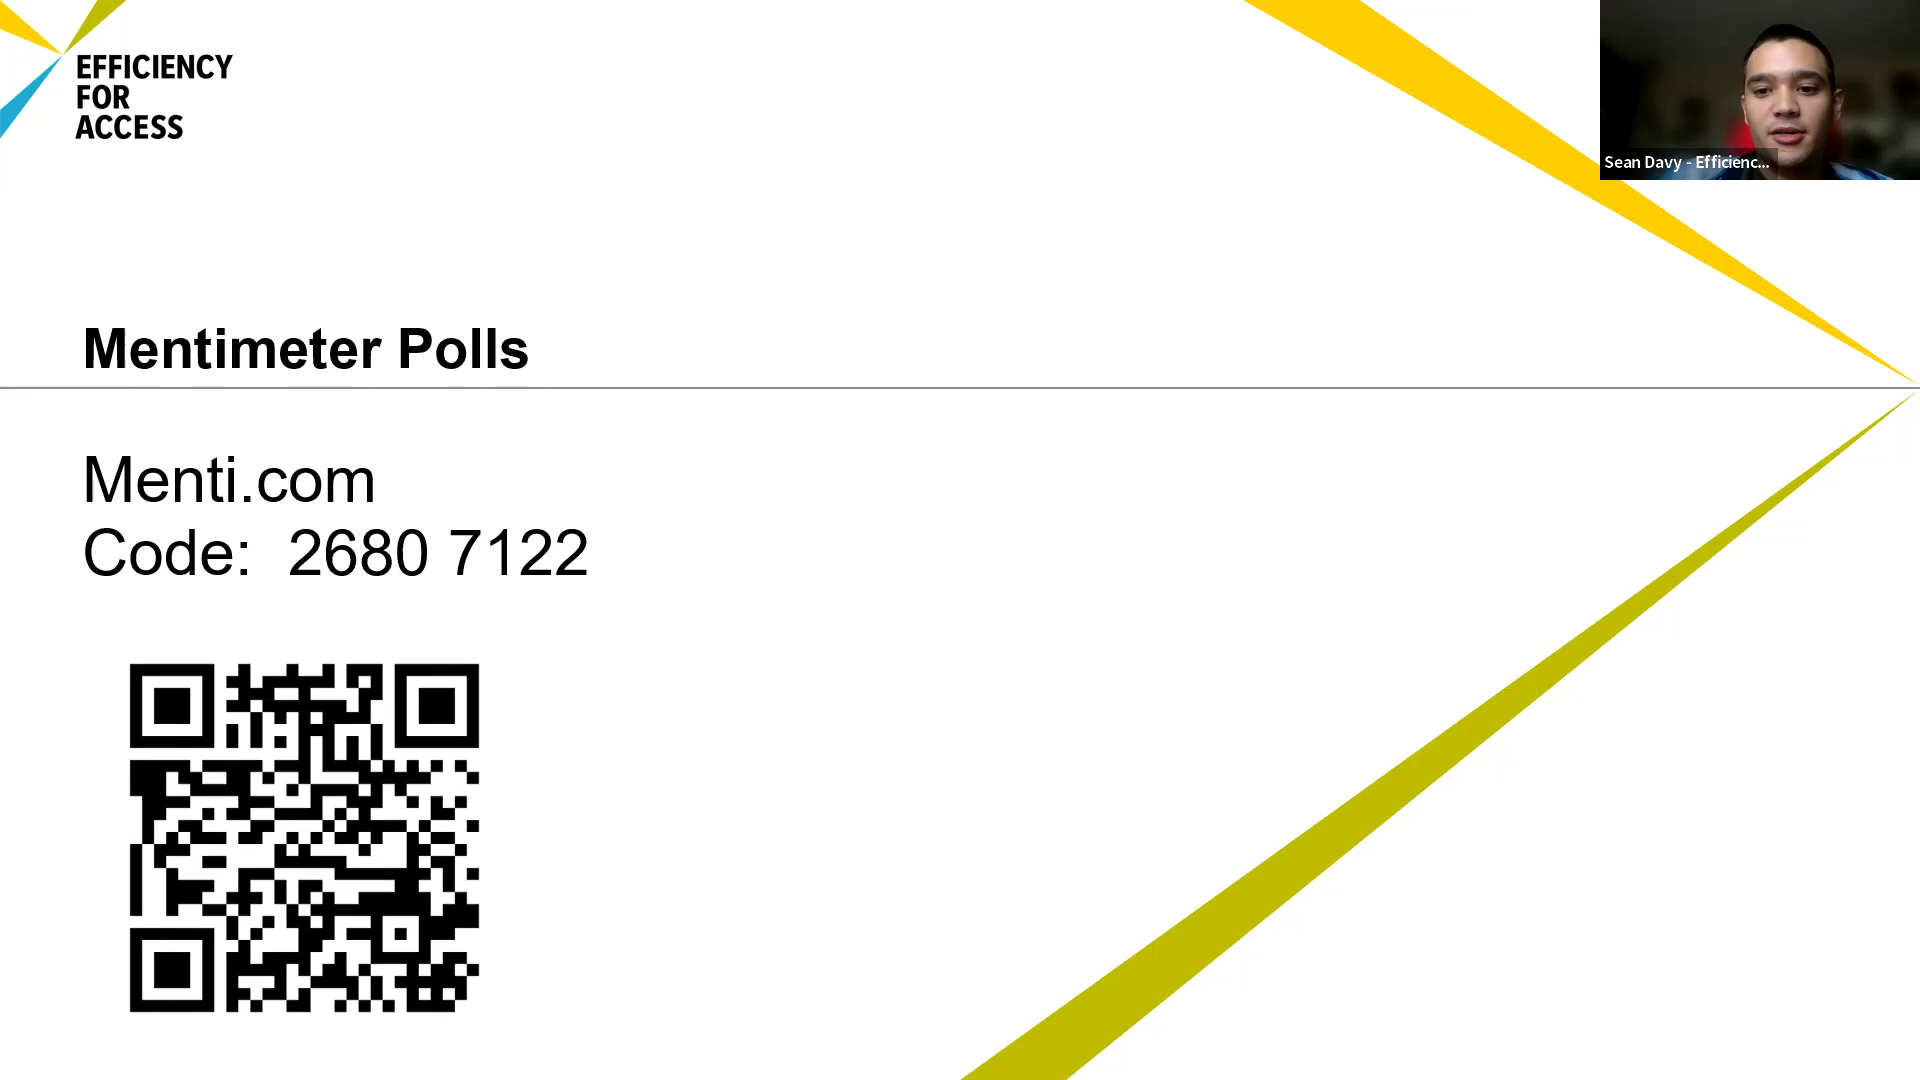 EFFICIENCY
FOR
ACCESS
Sean Davy - Efficienc...
Mentimeter Polls
Menti.com
Code:  2680 7122